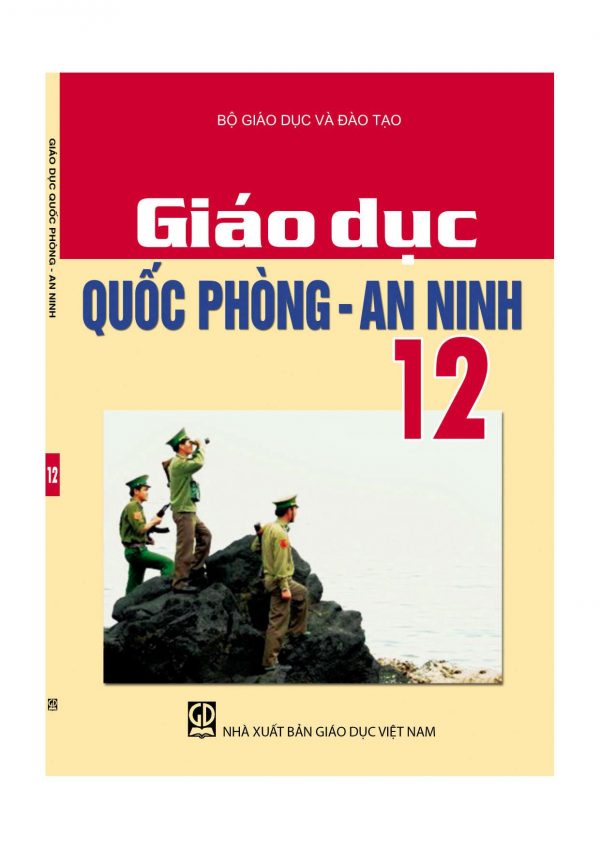 BỘ GIÁO DỤC VÀ ĐÀO TẠO
Giáo dục
QUỐC PHÒNG - AN NINH
12
GIÁO DỤC QUỐC PHÒNG - AN NINH
12
GD
NHÀ XUẤT BẢN GIÁO DỤC VIỆT NAM